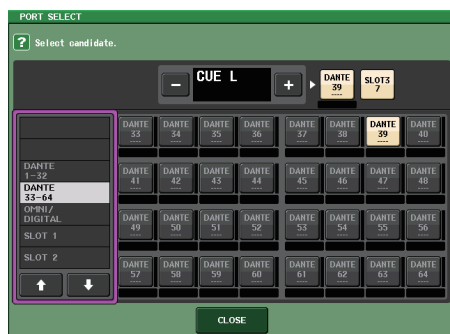 PORT SELECT
? Select candidate.
− CUE L + DANTE 39 ---- SLOT3 7
DANTE 1-32
DANTE 33-64
OMNI/DIGITAL
SLOT 1
SLOT 2
DANTE 33 ---- DANTE 34 ---- DANTE 35 ---- DANTE 36 ---- DANTE 37 ---- DANTE 38 ---- DANTE 39 ---- DANTE 40 ----
DANTE 41 ---- DANTE 42 ---- DANTE 43 ---- DANTE 44 ---- DANTE 45 ---- DANTE 46 ---- DANTE 47 ---- DANTE 48 ----
DANTE 49 ---- DANTE 50 ---- DANTE 51 ---- DANTE 52 ---- DANTE 53 ---- DANTE 54 ---- DANTE 55 ---- DANTE 56 ----
DANTE 57 ---- DANTE 58 ---- DANTE 59 ---- DANTE 60 ---- DANTE 61 ---- DANTE 62 ---- DANTE 63 ---- DANTE 64 ----
CLOSE